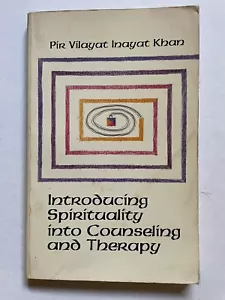 Pir Vilayat Inayat Khan
Introducing
Spirituality
into Counseling
and Therapy